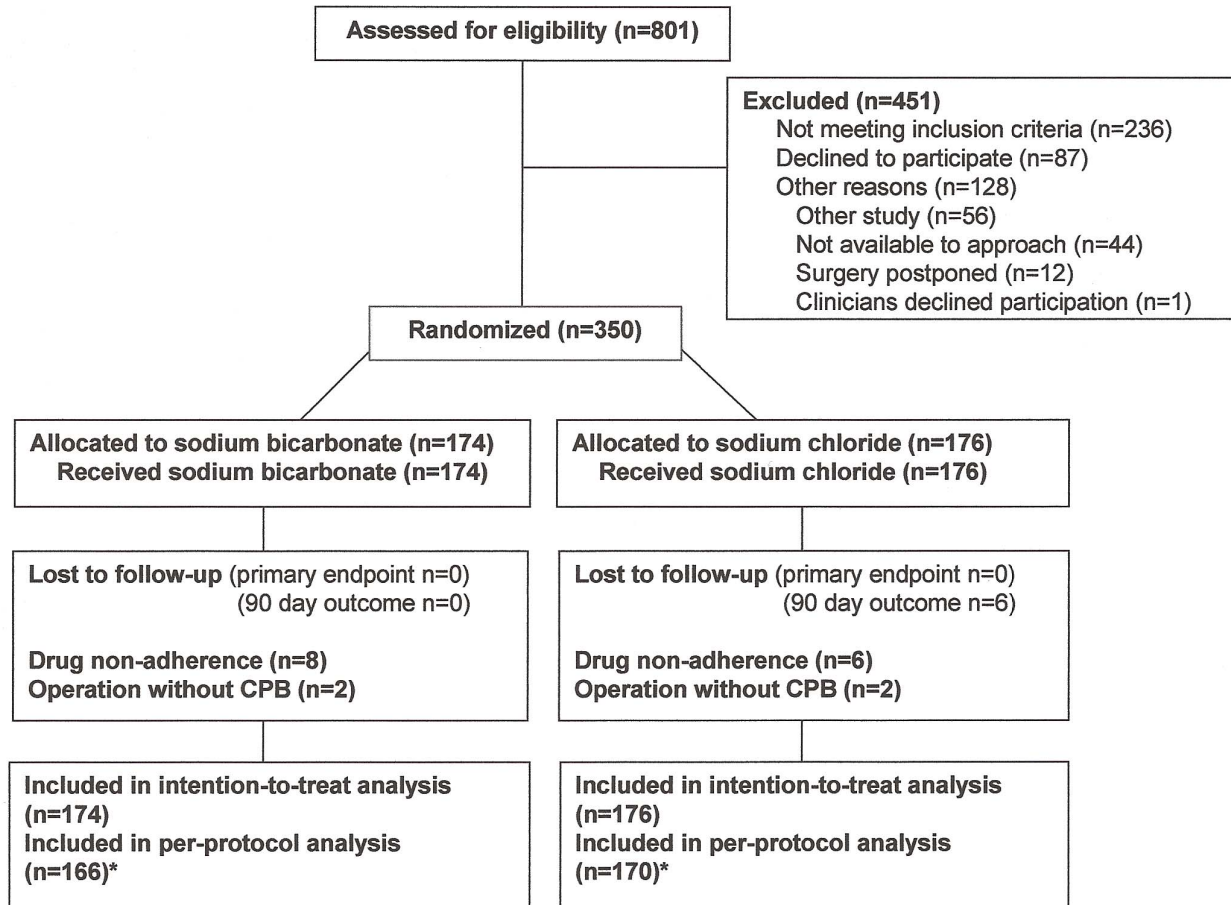 Assessed for eligibility (n=801)
Excluded (n=451)
Not meeting inclusion criteria (n=236)
Declined to participate (n=87)
Other reasons (n=128)
Other study (n=56)
Not available to approach (n=44)
Surgery postponed (n=12)
Clinicians declined participation (n=1)
Randomized (n=350)
Allocated to sodium bicarbonate (n=174)
Received sodium bicarbonate (n=174)
Allocated to sodium chloride (n=176)
Received sodium chloride (n=176)
Lost to follow-up (primary endpoint n=0)
(90 day outcome n=0)
Drug non-adherence (n=8)
Operation without CPB (n=2)
Lost to follow-up (primary endpoint n=0)
(90 day outcome n=6)
Drug non-adherence (n=6)
Operation without CPB (n=2)
Included in intention-to-treat analysis
(n=174)
Included in per-protocol analysis
(n=166)*
Included in intention-to-treat analysis
(n=176)
Included in per-protocol analysis
(n=170)*